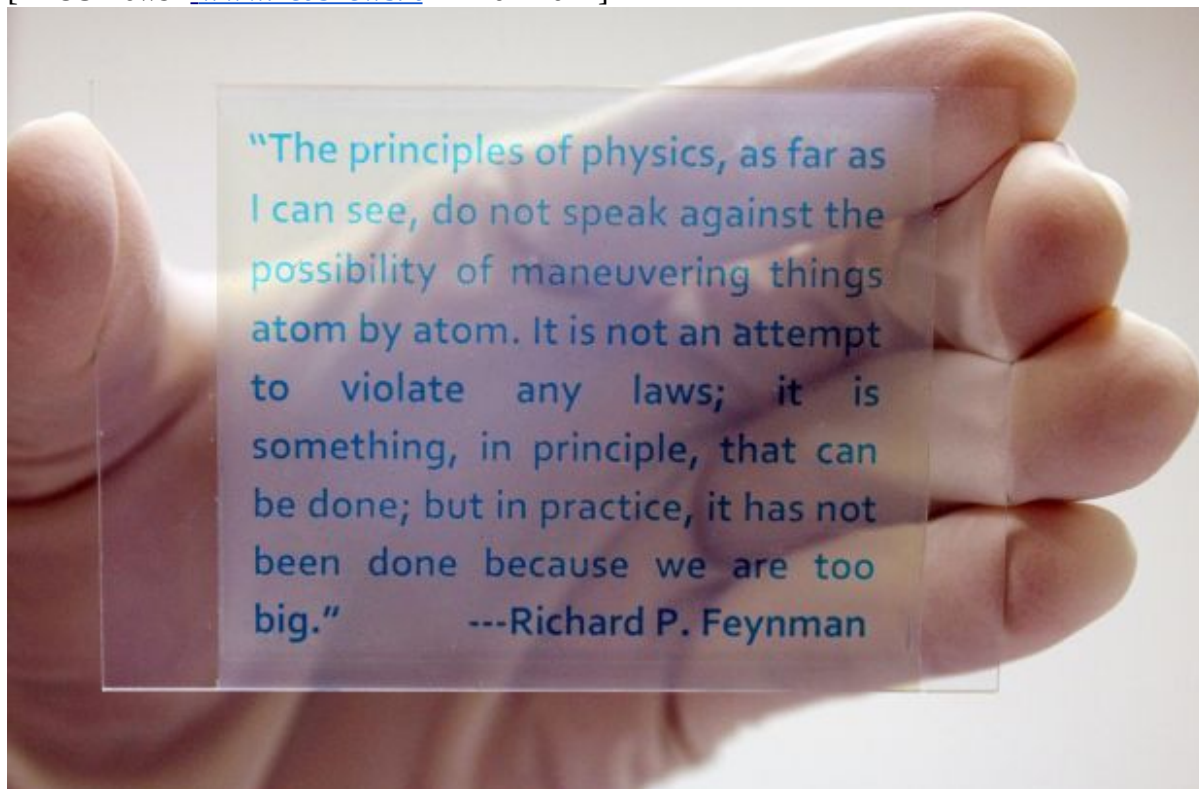 “The principles of physics, as far as
I can see, do not speak against the
possibility of maneuvering things
atom by atom. It is not an attempt
to violate any laws; it is
something, in principle, that can
be done; but in practice, it has not
been done because we are too
big.” ---Richard P. Feynman